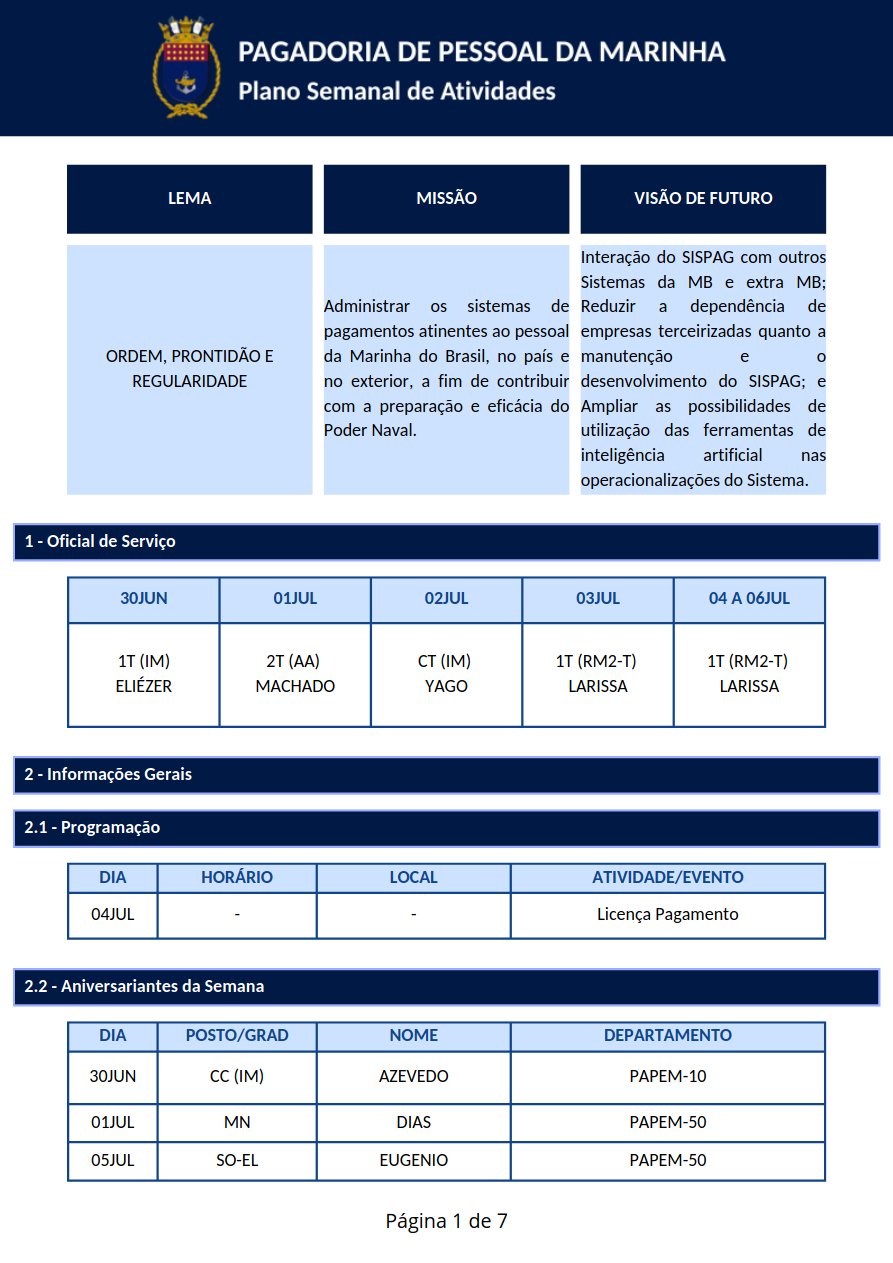 PAGADORIA DE PESSOAL DA MARINHA
Plano Semanal de Atividades
LEMA
MISSÃO
VISÃO DE FUTURO
ORDEM, PRONTIDÃO E
REGULARIDADE
Administrar os sistemas de
pagamentos atinentes ao pessoal
da Marinha do Brasil, no país e
no exterior, a fim de contribuir
com a preparação e eficácia do
Poder Naval.
Interação do SISPAG com outros
Sistemas da MB e extra MB;
Reduzir a dependência de
empresas terceirizadas quanto a
manutenção e o
desenvolvimento do SISPAG; e
Ampliar as possibilidades de
utilização das ferramentas de
inteligência artificial nas
operacionalizações do Sistema.
1 - Oficial de Serviço
30JUN 01JUL 02JUL 03JUL 04 A 06JUL
1T (IM) 2T (AA) CT (IM) 1T (RM2-T) 1T (RM2-T)
ELIÉZER MACHADO YAGO LARISSA LARISSA
2 - Informações Gerais
2.1 - Programação
DIA HORÁRIO LOCAL ATIVIDADE/EVENTO
04JUL - - Licença Pagamento
2.2 - Aniversariantes da Semana
DIA POSTO/GRAD NOME DEPARTAMENTO
30JUN CC (IM) AZEVEDO PAPEM-10
01JUL MN DIAS PAPEM-50
05JUL SO-EL EUGENIO PAPEM-50
Página 1 de 7